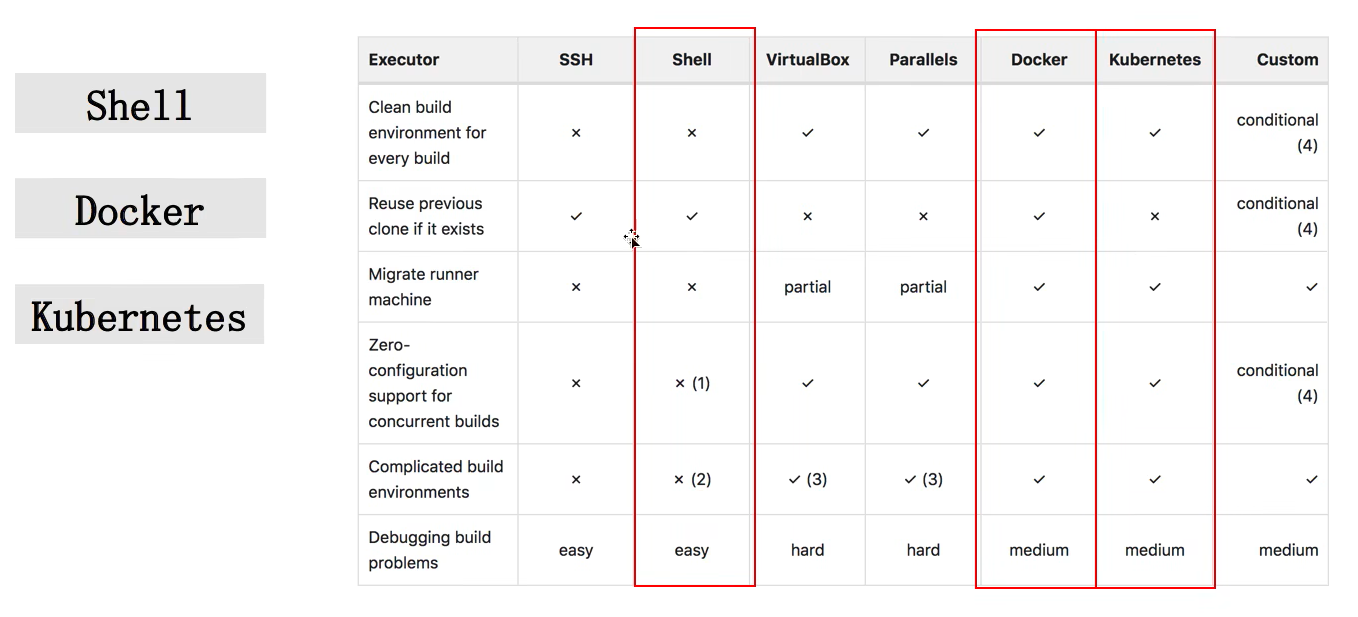 Shell
Docker
Kubernetes
Executor SSH Shell VirtualBox Parallels Docker Kubernetes Custom
Clean build
environment for
every build
× × ✓ ✓ ✓ ✓ conditional
(4)
Reuse previous
clone if it exists
✓ ✓ × × ✓ × conditional
(4)
Migrate runner
machine
× × partial partial ✓ ✓ ✓
Zero-
configuration
support for
concurrent builds
× × (1) ✓ ✓ ✓ ✓ conditional
(4)
Complicated build
environments
× × (2) ✓ (3) ✓ (3) ✓ ✓ ✓
Debugging build
problems
easy easy hard hard medium medium medium